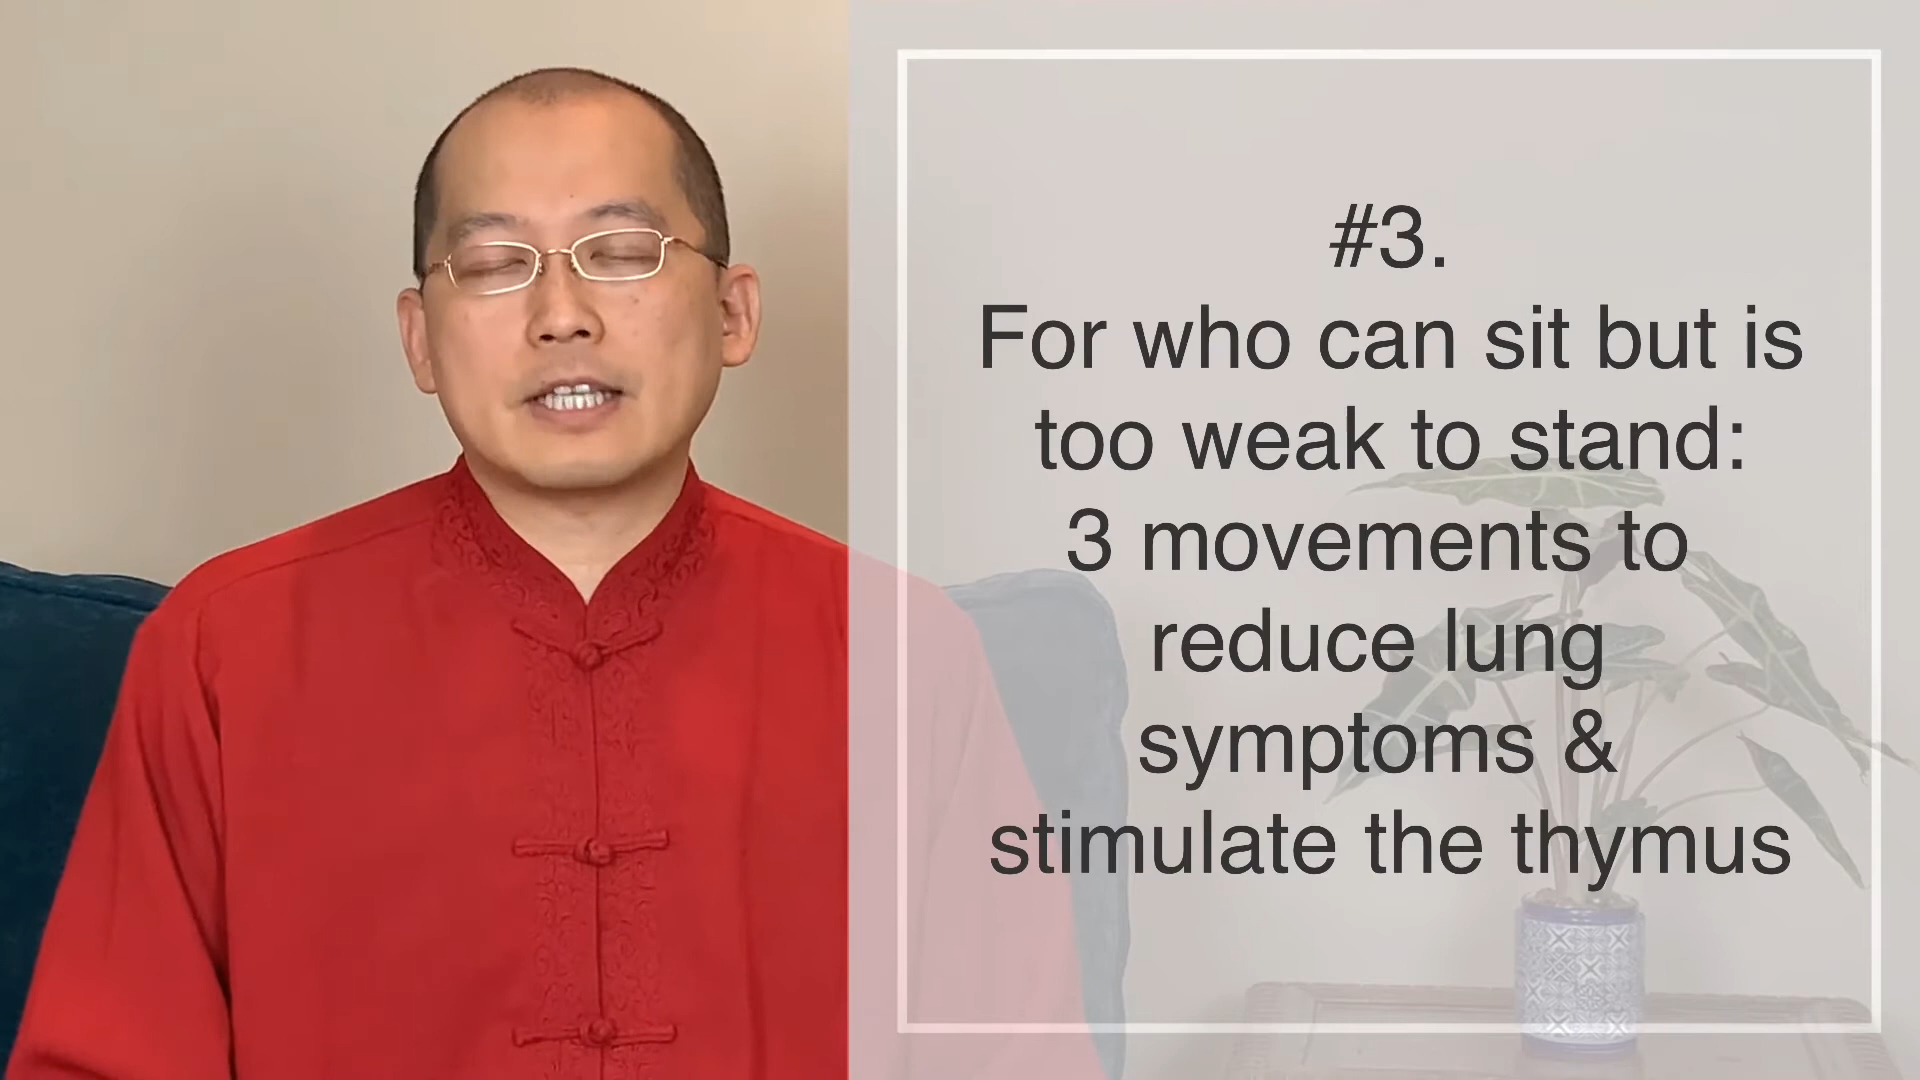 #3.
For who can sit but is
too weak to stand:
3 movements to
reduce lung
symptoms &
stimulate the thymus